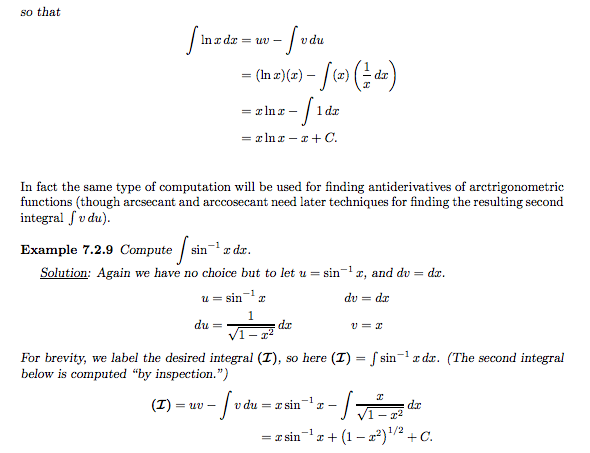 so that
∫ ln x dx = uv − ∫ v du
= (ln x)(x) − ∫ (x) (1/x dx)
= x ln x − ∫ 1 dx
= x ln x − x + C.
In fact the same type of computation will be used for finding antiderivatives of arctrigonometric
functions (though arcsecant and arccosecant need later techniques for finding the resulting second
integral ∫ v du).
Example 7.2.9 Compute ∫ sin⁻¹ x dx.
Solution: Again we have no choice but to let u = sin⁻¹ x, and dv = dx.
u = sin⁻¹ x dv = dx
du = 1/√(1 − x²) dx v = x
For brevity, we label the desired integral (I), so here (I) = ∫ sin⁻¹ x dx. (The second integral
below is computed “by inspection.”)
(I) = uv − ∫ v du = x sin⁻¹ x − ∫ x/√(1 − x²) dx
= x sin⁻¹ x + (1 − x²)^{1/2} + C.